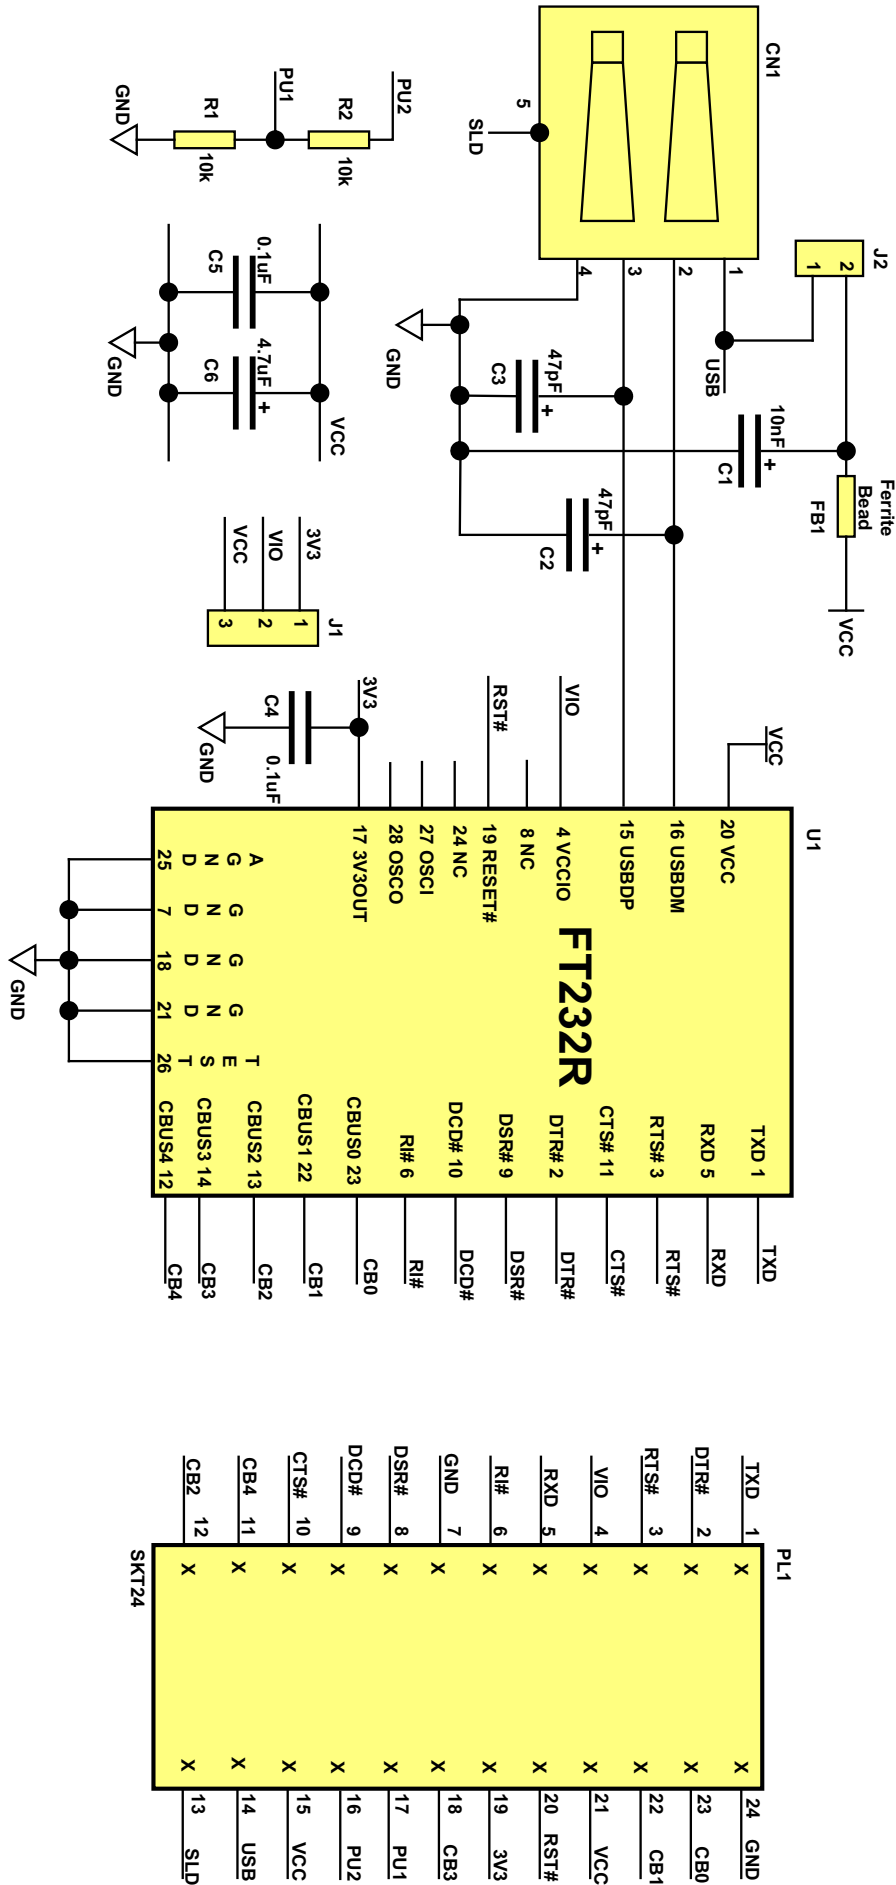 CN1
5
SLD
1
2
3
4
J2
2
1
USB
GND
47pF
C3
+
10nF
C1
+
47pF
C2
+
Ferrite
Bead
FB1
VCC
PU2
PU1
R2
10k
R1
10k
GND
0.1uF
C5
4.7uF
C6
+
GND
VCC
J1
3V3
VIO
VCC
1
2
3
3V3
C4
0.1uF
GND
RST#
VIO
VCC
U1
FT232R
20 VCC
16 USBDM
15 USBDP
4 VCCIO
8 NC
19 RESET#
24 NC
27 OSCI
28 OSCO
17 3V3OUT
A G N D 25
G N D 7
G N D 18
G N D 21
T E S T 26
GND
TXD 1
RXD 5
RTS# 3
CTS# 11
DTR# 2
DSR# 9
DCD# 10
RI# 6
CBUS0 23
CBUS1 22
CBUS2 13
CBUS3 14
CBUS4 12
TXD
RXD
RTS#
CTS#
DTR#
DSR#
DCD#
RI#
CB0
CB1
CB2
CB3
CB4
PL1
TXD 1 X X 24 GND
DTR# 2 X X 23 CB0
RTS# 3 X X 22 CB1
VIO 4 X X 21 VCC
RXD 5 X X 20 RST#
RI# 6 X X 19 3V3
GND 7 X X 18 CB3
DSR# 8 X X 17 PU1
DCD# 9 X X 16 PU2
CTS# 10 X X 15 VCC
CB4 11 X X 14 USB
CB2 12 X X 13 SLD
SKT24